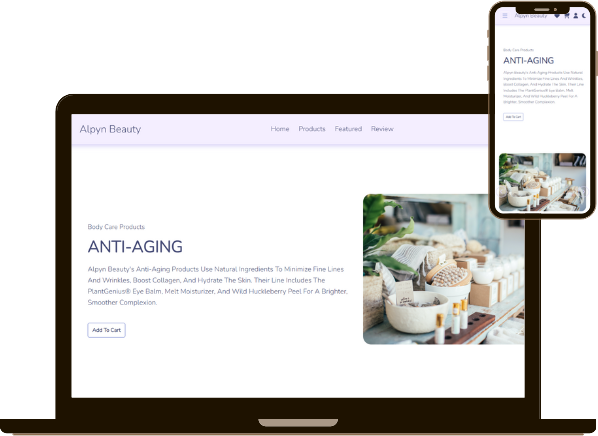 Alpyn Beauty
Home Products Featured Review
Body Care Products
ANTI-AGING
Alpyn Beauty's Anti-Aging Products Use Natural Ingredients To Minimize Fine Lines
And Wrinkles, Boost Collagen, And Hydrate The Skin. Their Line Includes The
PlantGenius® Eye Balm, Melt Moisturizer, And Wild Huckleberry Peel For A Brighter,
Smoother Complexion.
Add To Cart
Alpyn Beauty
Body Care Products
ANTI-AGING
Alpyn Beauty's Anti-Aging Products Use Natural
Ingredients To Minimize Fine Lines And Wrinkles,
Boost Collagen, And Hydrate The Skin. Their Line
Includes The PlantGenius® Eye Balm, Melt
Moisturizer, And Wild Huckleberry Peel For A
Brighter, Smoother Complexion.
Add To Cart